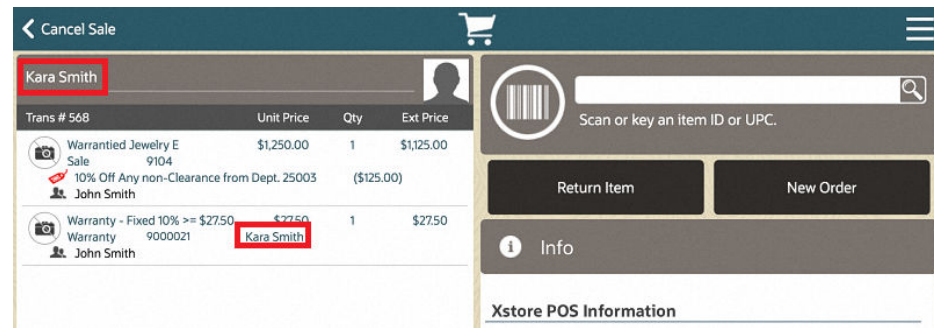 Cancel Sale
Kara Smith
Trans # 568 Unit Price Qty Ext Price
Warrantied Jewelry E $1,250.00 1 $1,125.00
Sale 9104
10% Off Any non-Clearance from Dept. 25003 ($125.00)
John Smith
Warranty - Fixed 10% >= $27.50 $27.50 1 $27.50
Warranty 9000021 Kara Smith
John Smith
Scan or key an item ID or UPC.
Return Item New Order
Info
Xstore POS Information